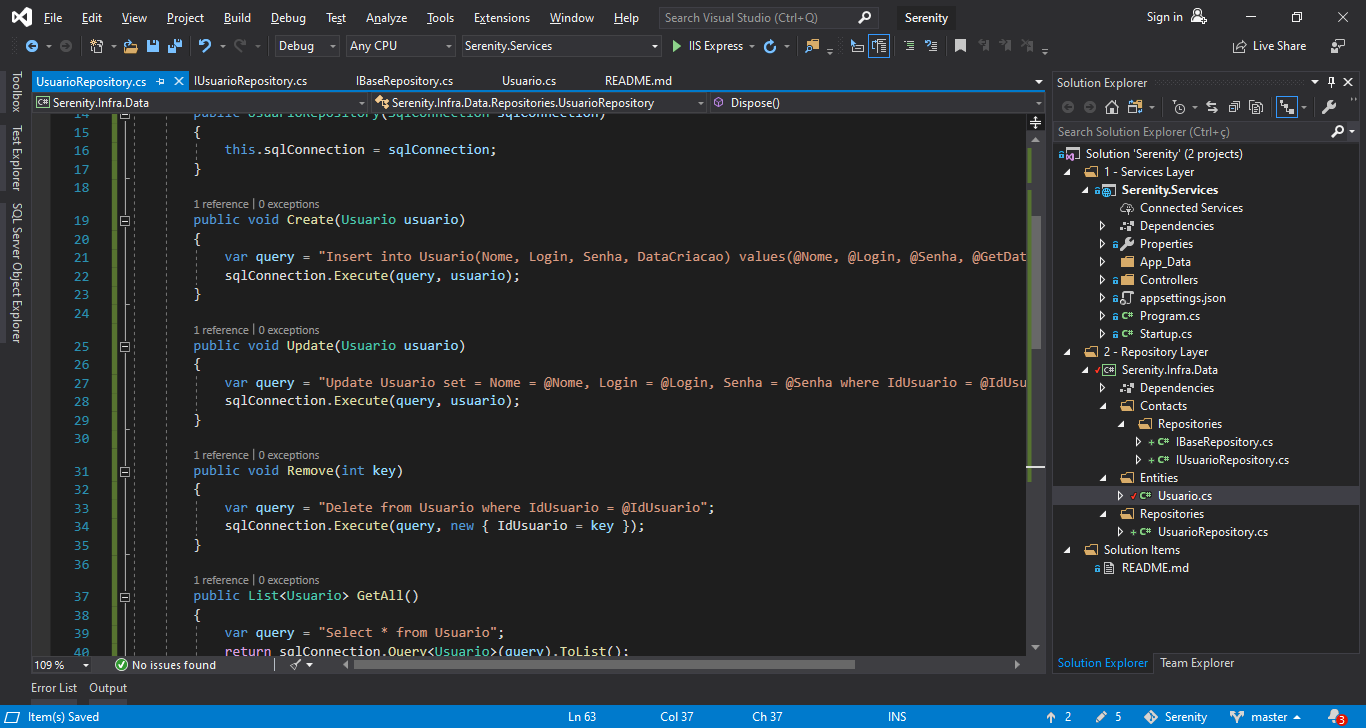 File Edit View Project Build Debug Test Analyze Tools Extensions Window Help Search Visual Studio (Ctrl+Q) Serenity Sign in
Debug Any CPU Serenity.Services IIS Express Live Share
Toolbox
Test Explorer
SQL Server Object Explorer
UsuarioRepository.cs IUsuarioRepository.cs IBaseRepository.cs Usuario.cs README.md
Serenity.Infra.Data Serenity.Infra.Data.Repositories.UsuarioRepository Dispose()
14 public UsuarioRepository(SqlConnection sqlConnection)
15 {
16 this.sqlConnection = sqlConnection;
17 }
18
1 reference | 0 exceptions
19 public void Create(Usuario usuario)
20 {
21 var query = "Insert into Usuario(Nome, Login, Senha, DataCriacao) values(@Nome, @Login, @Senha, @GetDat
22 sqlConnection.Execute(query, usuario);
23 }
24
1 reference | 0 exceptions
25 public void Update(Usuario usuario)
26 {
27 var query = "Update Usuario set = Nome = @Nome, Login = @Login, Senha = @Senha where IdUsuario = @IdUsu
28 sqlConnection.Execute(query, usuario);
29 }
30
1 reference | 0 exceptions
31 public void Remove(int key)
32 {
33 var query = "Delete from Usuario where IdUsuario = @IdUsuario";
34 sqlConnection.Execute(query, new { IdUsuario = key });
35 }
36
1 reference | 0 exceptions
37 public List<Usuario> GetAll()
38 {
39 var query = "Select * from Usuario";
40 return sqlConnection.Query<Usuario>(query).ToList();
109 % No issues found
Solution Explorer
Search Solution Explorer (Ctrl+ç)
Solution 'Serenity' (2 projects)
1 - Services Layer
Serenity.Services
Connected Services
Dependencies
Properties
App_Data
Controllers
appsettings.json
C# Program.cs
C# Startup.cs
2 - Repository Layer
C# Serenity.Infra.Data
Dependencies
Contacts
Repositories
+ C# IBaseRepository.cs
+ C# IUsuarioRepository.cs
Entities
C# Usuario.cs
Repositories
+ C# UsuarioRepository.cs
Solution Items
README.md
Solution Explorer Team Explorer
Error List Output
Item(s) Saved Ln 63 Col 37 Ch 37 INS 2 5 Serenity master 3